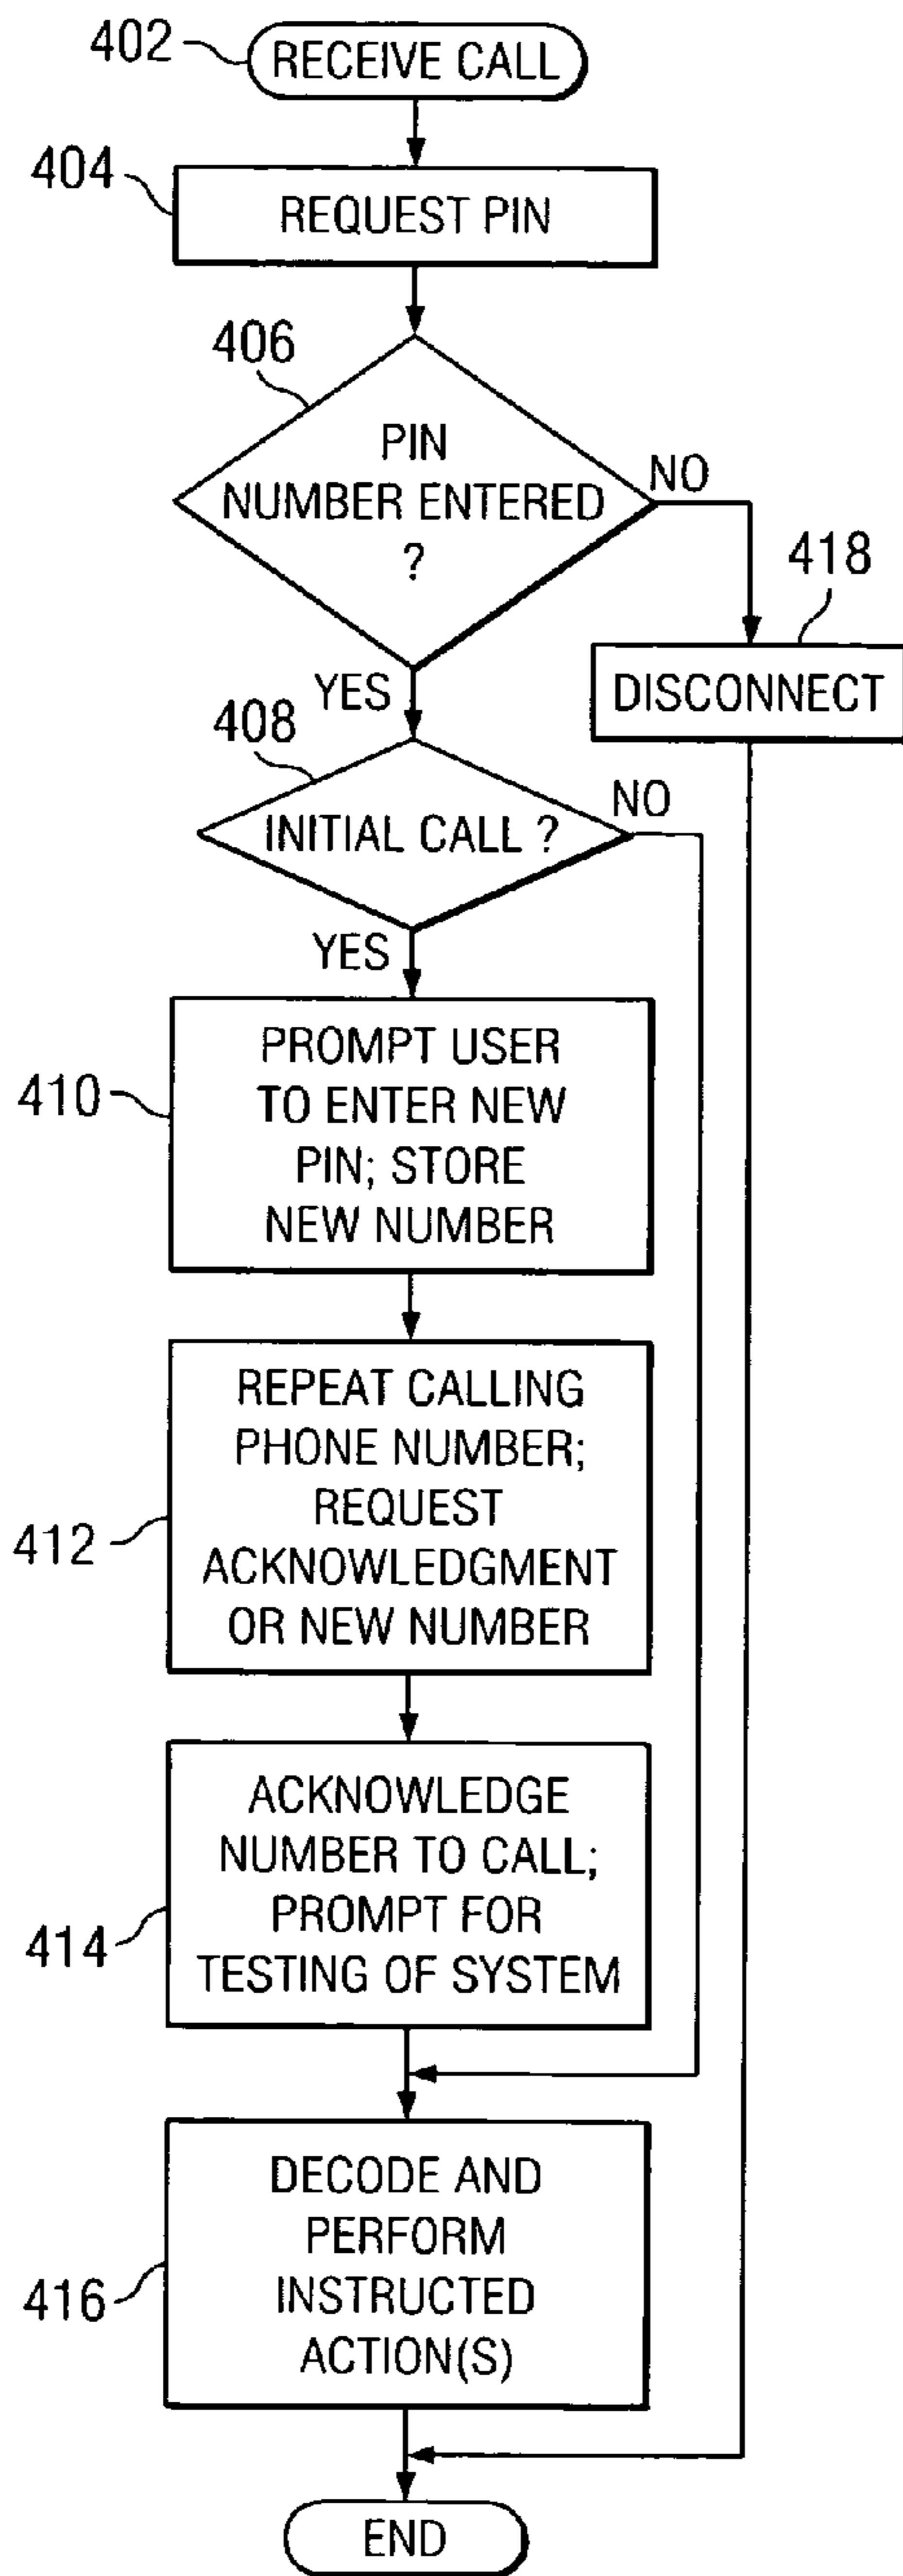 402
RECEIVE CALL
404
REQUEST PIN
406
PIN
NUMBER ENTERED
?
NO
418
DISCONNECT
YES
408
INITIAL CALL ?
NO
YES
410
PROMPT USER
TO ENTER NEW
PIN; STORE
NEW NUMBER
412
REPEAT CALLING
PHONE NUMBER;
REQUEST
ACKNOWLEDGMENT
OR NEW NUMBER
414
ACKNOWLEDGE
NUMBER TO CALL;
PROMPT FOR
TESTING OF SYSTEM
416
DECODE AND
PERFORM
INSTRUCTED
ACTION(S)
END